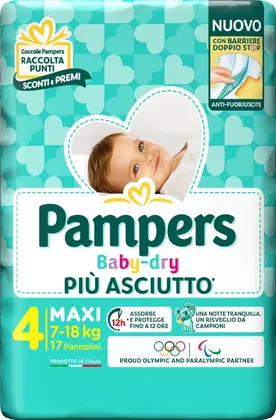 Coccole Pampers
RACCOLTA
PUNTI
SCONTI e PREMI
NUOVO
CON BARRIERE
DOPPIO STOP
ANTI-FUORIUSCITE
Pampers
Baby-dry
PIÙ ASCIUTTO*
4
MAXI
7-18 kg
17 Pannolini
PRODOTTO IN ITALIA
12h
ASSORBE
E PROTEGGE
FINO A 12 ORE
UNA NOTTE TRANQUILLA,
UN RISVEGLIO DA
CAMPIONI
PROUD OLYMPIC AND PARALYMPIC PARTNER